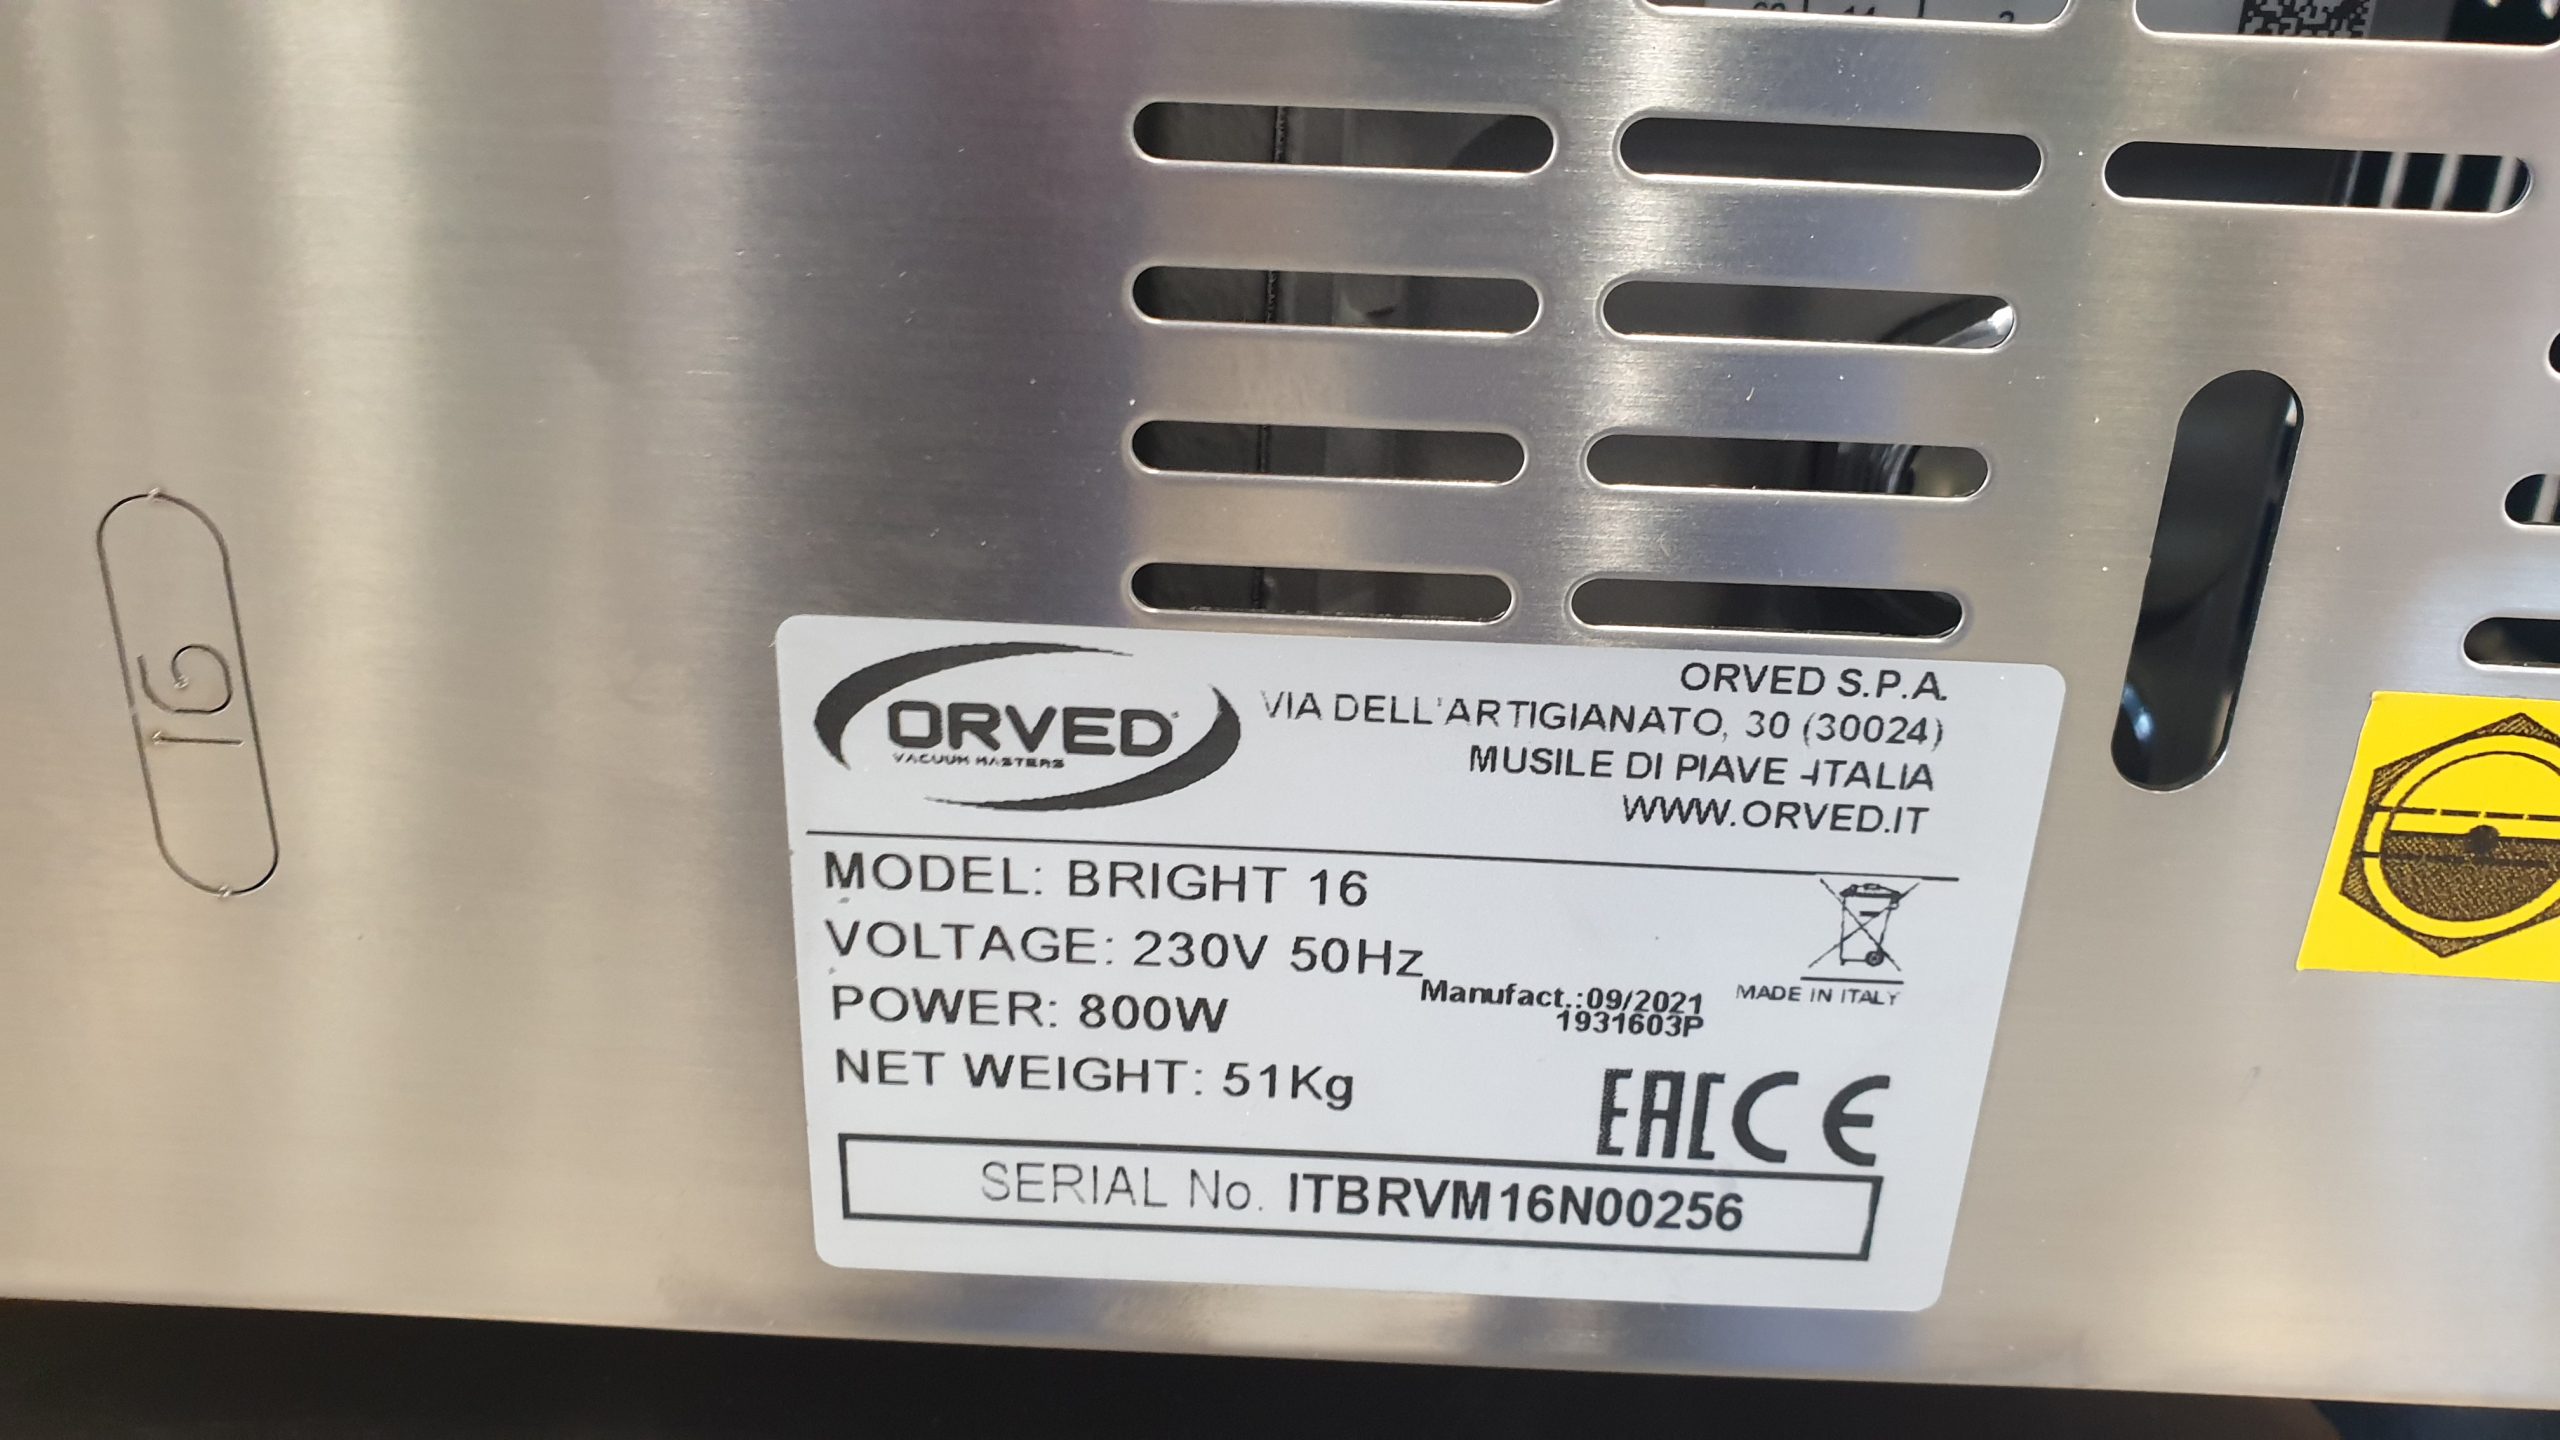 ORVED
VACUUM MASTERS
ORVED S.P.A.
VIA DELL'ARTIGIANATO, 30 (30024)
MUSILE DI PIAVE -ITALIA
WWW.ORVED.IT
MODEL: BRIGHT 16
VOLTAGE: 230V 50Hz
POWER: 800W
NET WEIGHT: 51Kg
Manufact.:09/2021
1931603P
MADE IN ITALY
EAC CE
SERIAL No. ITBRVM16N00256
16